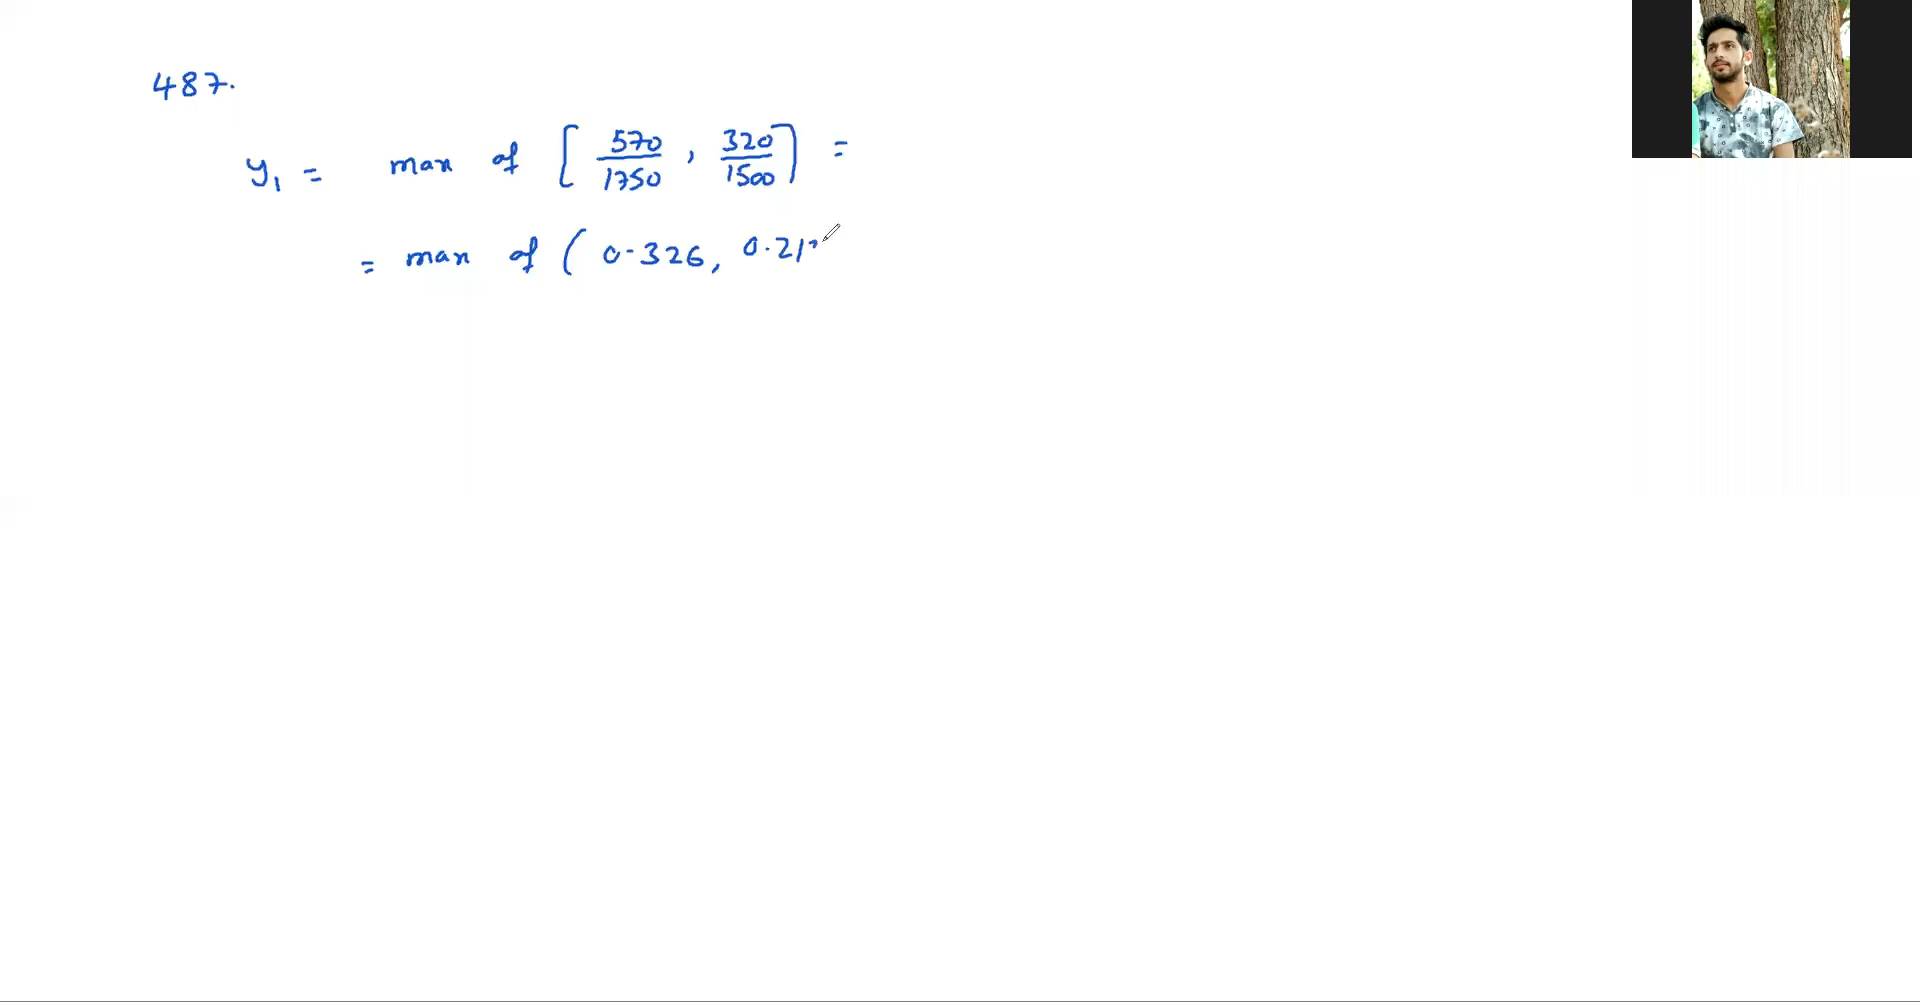 487.
y₁ = max of [ 570/1750 , 320/1500 ] =
= max of ( 0.326, 0.21